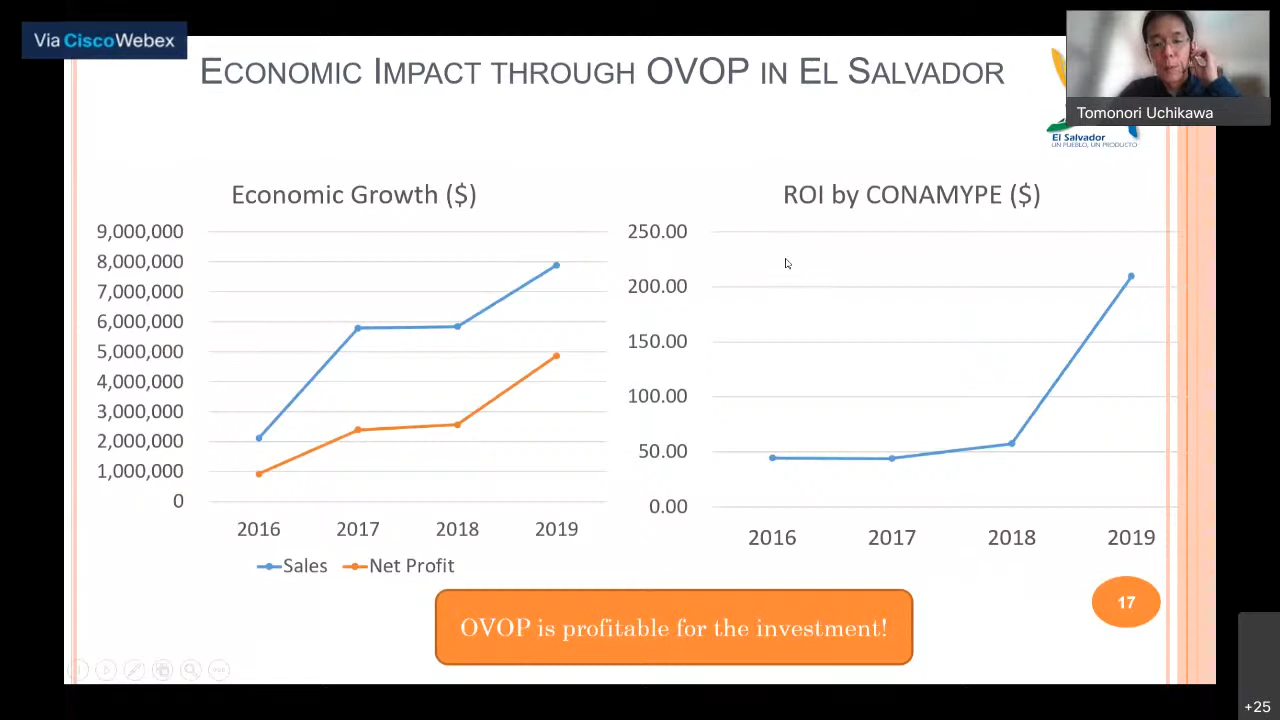 Via CiscoWebex
ECONOMIC IMPACT THROUGH OVOP IN EL SALVADOR
Tomonori Uchikawa
El Salvador
UN PUEBLO, UN PRODUCTO
Economic Growth ($)
9,000,000
8,000,000
7,000,000
6,000,000
5,000,000
4,000,000
3,000,000
2,000,000
1,000,000
0
2016 2017 2018 2019
Sales Net Profit
ROI by CONAMYPE ($)
250.00
200.00
150.00
100.00
50.00
0.00
2016 2017 2018 2019
17
OVOP is profitable for the investment!
+25